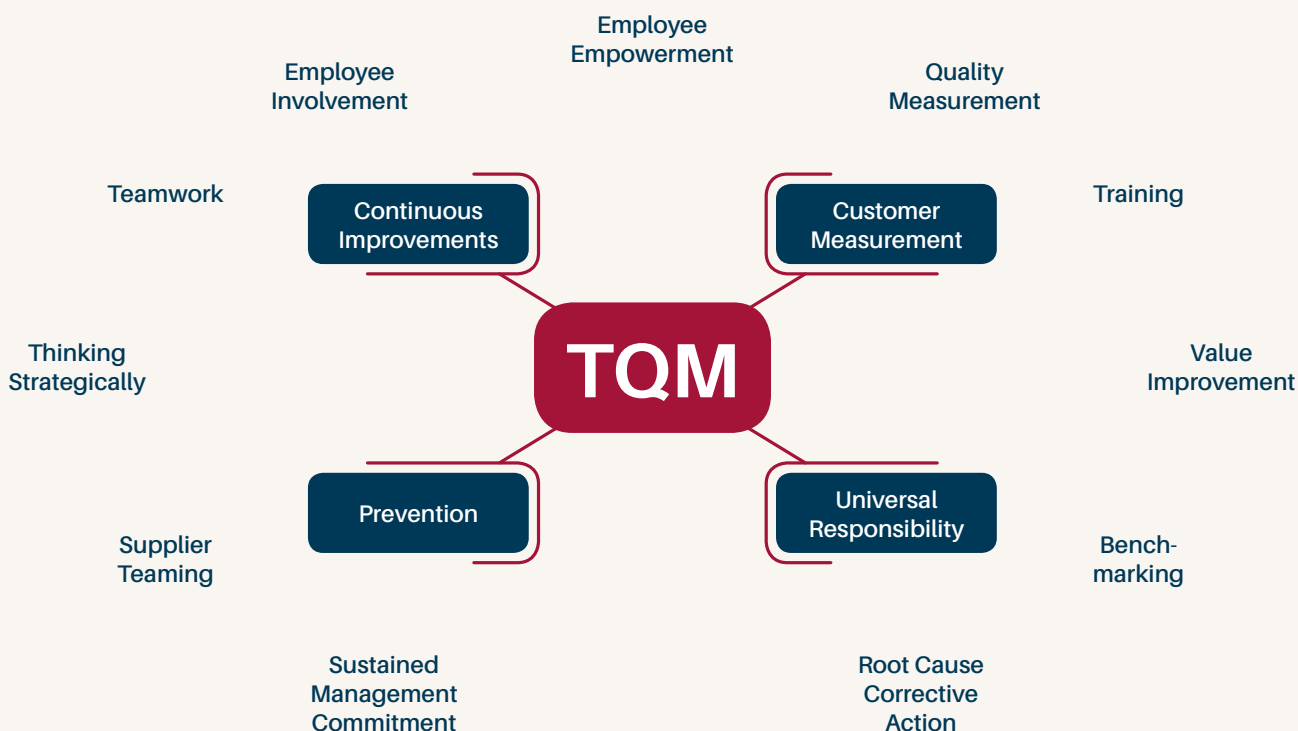 Employee
Empowerment
Employee
Involvement
Quality
Measurement
Teamwork
Continuous
Improvements
Customer
Measurement
Training
Thinking
Strategically
TQM
Value
Improvement
Prevention
Universal
Responsibility
Supplier
Teaming
Bench-
marking
Sustained
Management
Commitment
Root Cause
Corrective
Action